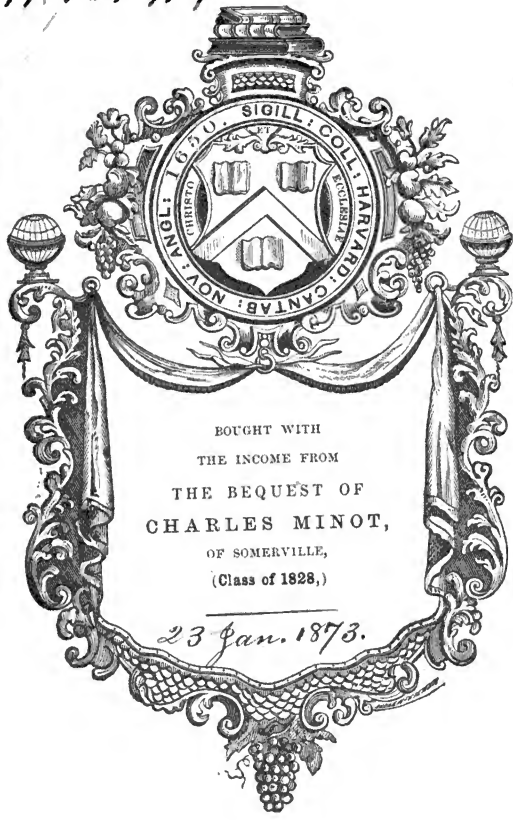 SIGILL: COLL: HARVARD: CANTAB: NOV: ANGL: 1650.
CHRISTO ET ECCLESIAE
BOUGHT WITH
THE INCOME FROM
THE BEQUEST OF
CHARLES MINOT,
OF SOMERVILLE,
(Class of 1828,)
23 Jan. 1873.